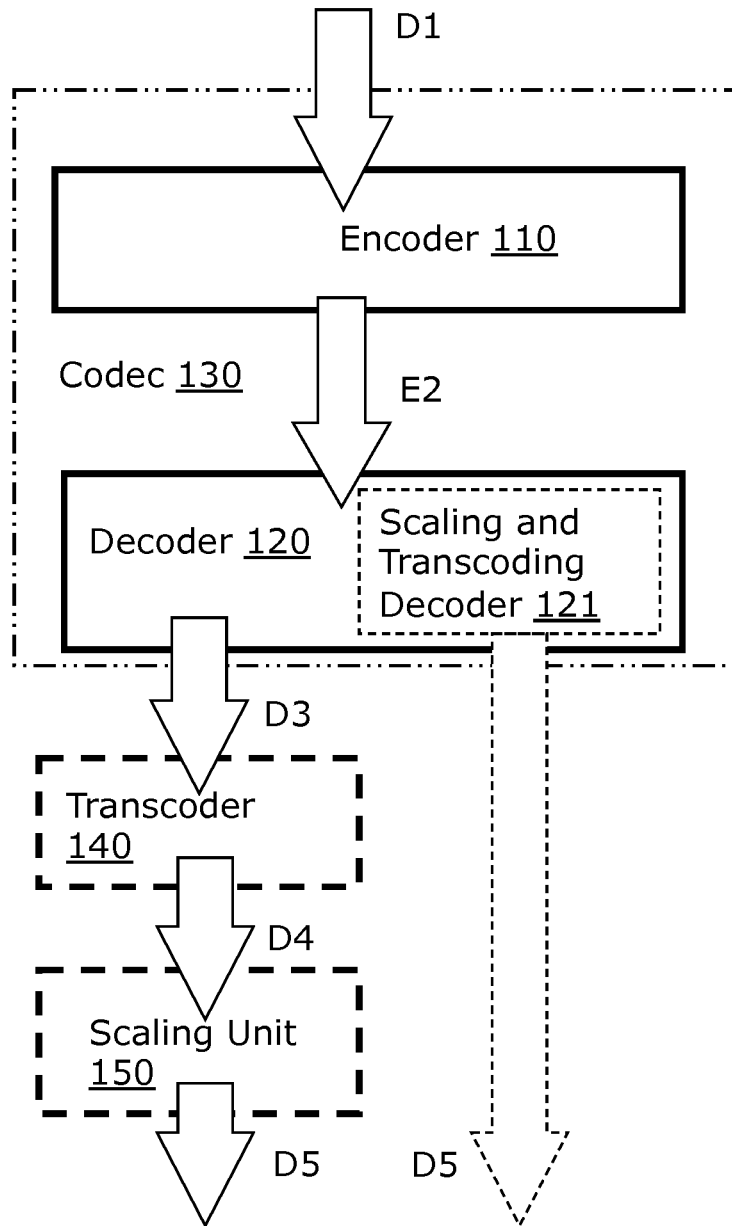 D1
Encoder 110
Codec 130
E2
Decoder 120
Scaling and
Transcoding
Decoder 121
D3
Transcoder
140
D4
Scaling Unit
150
D5
D5